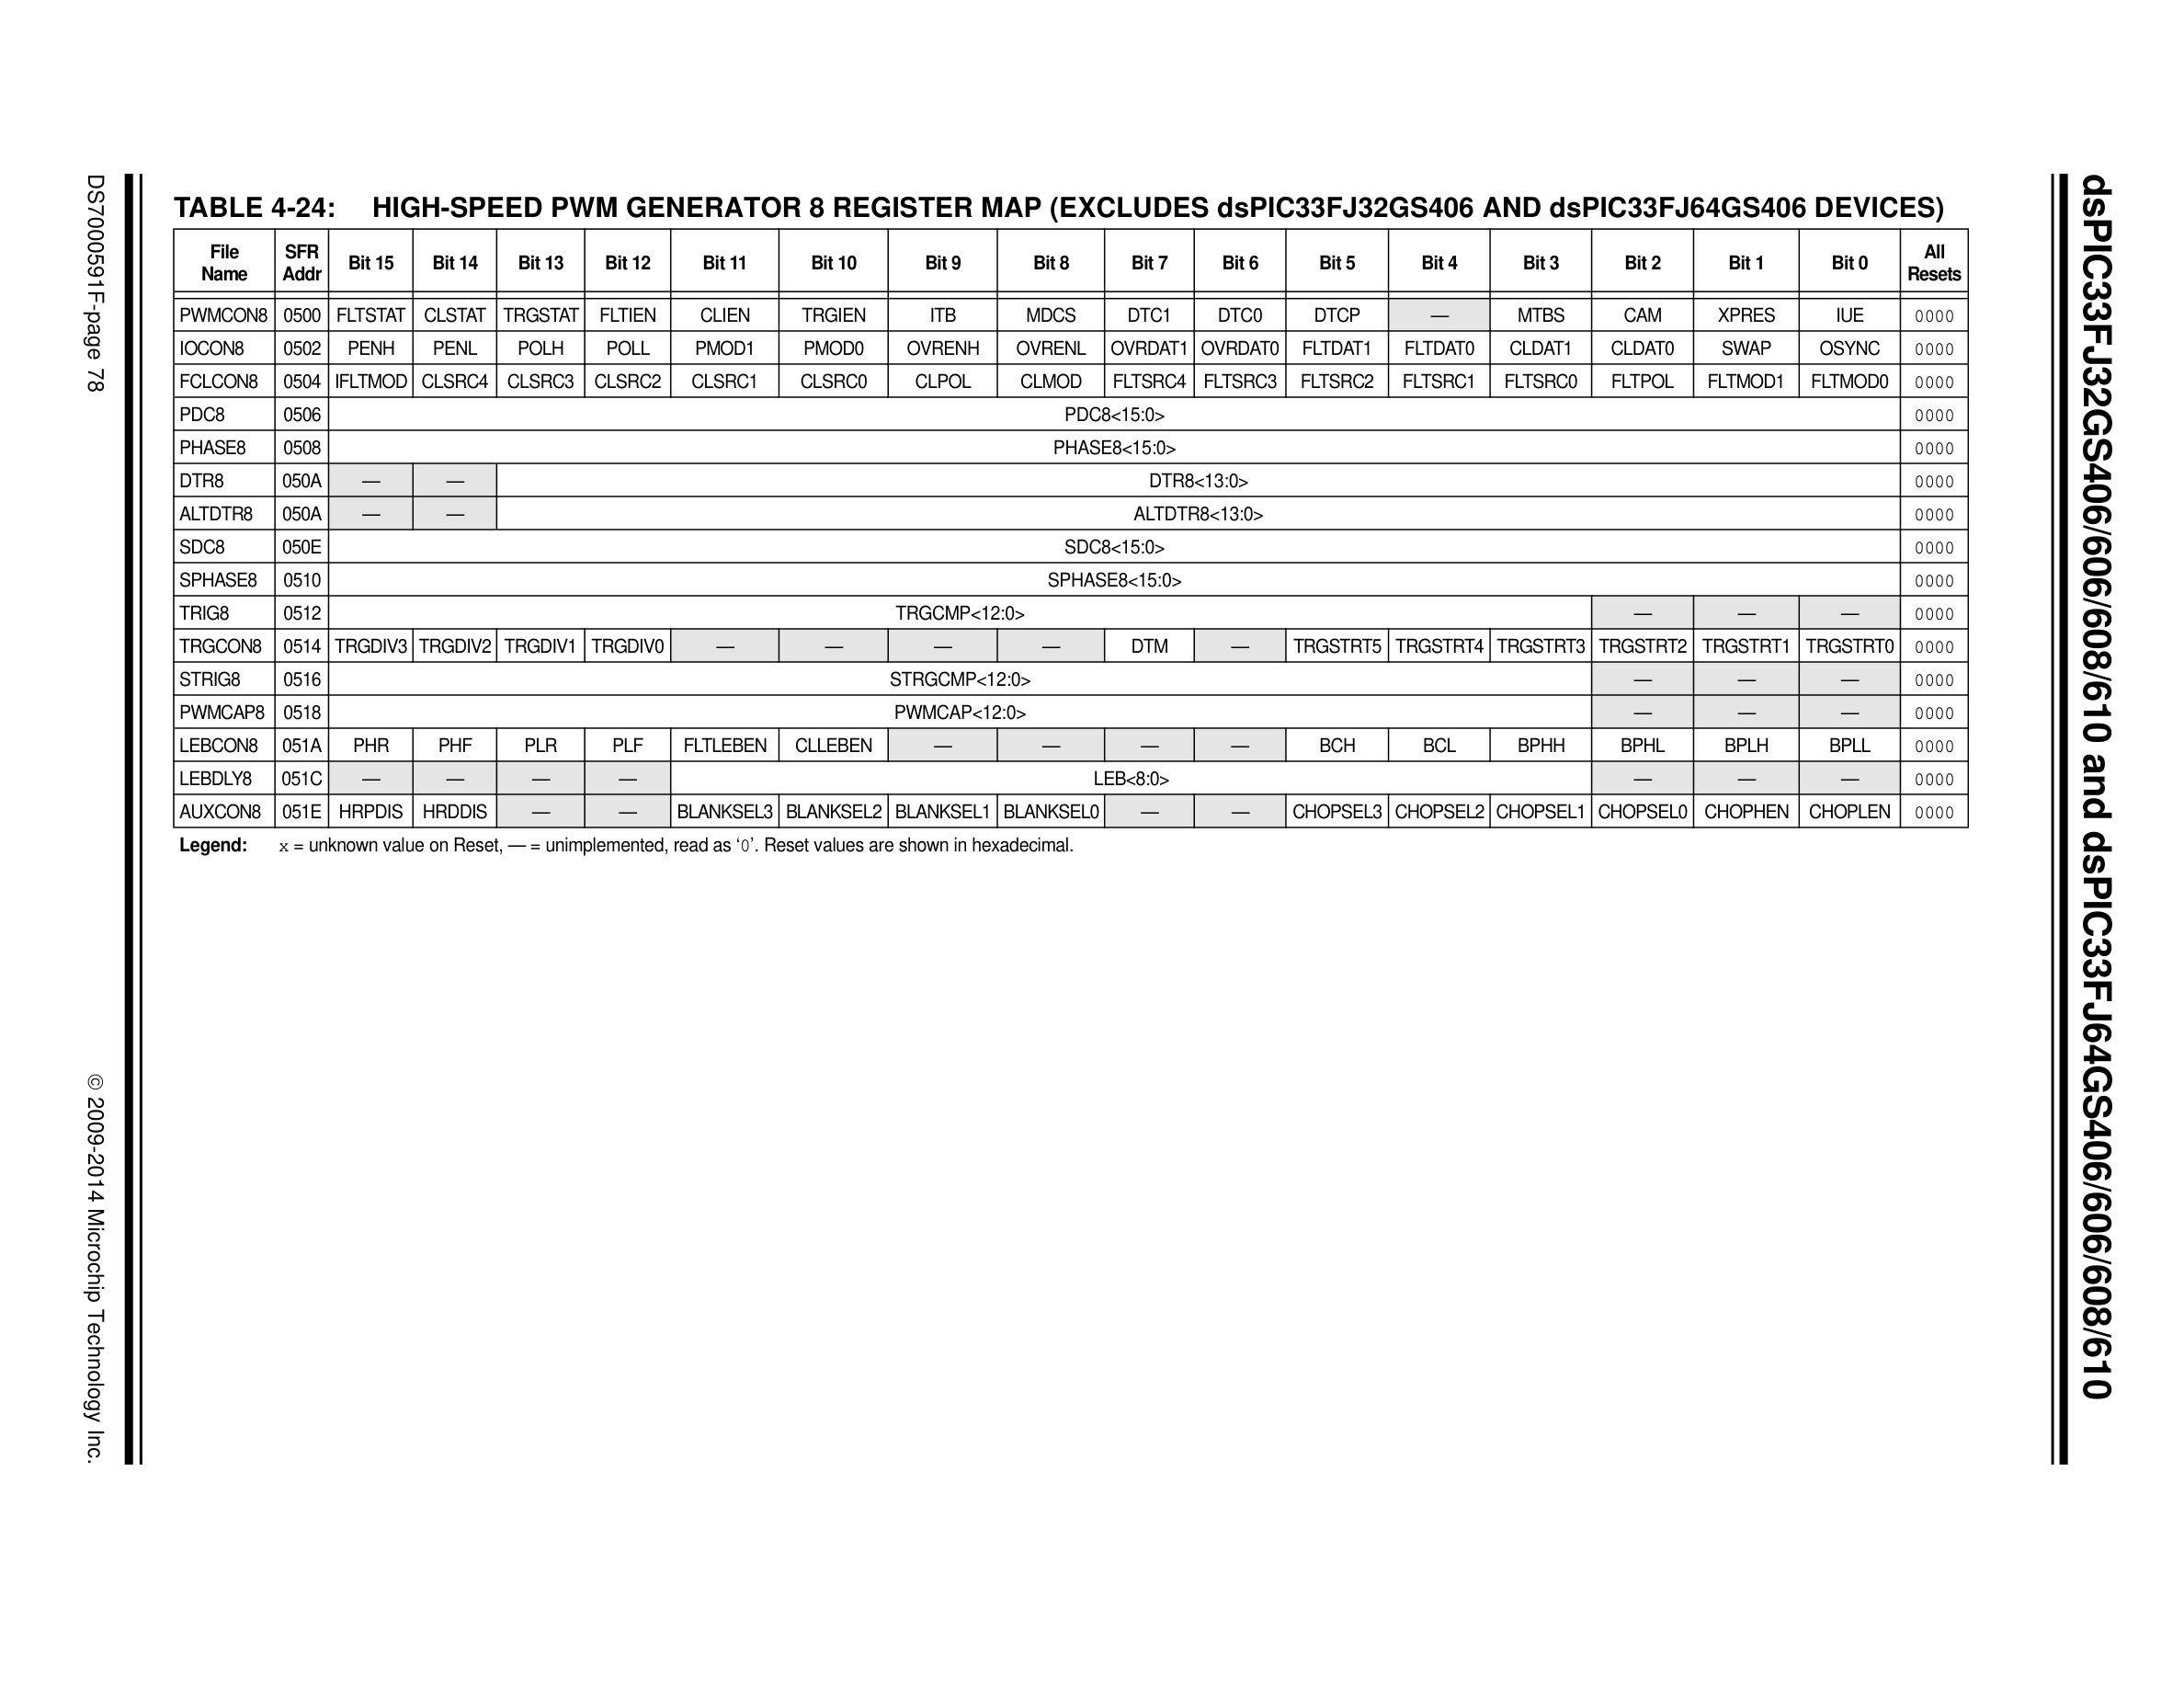 dsPIC33FJ32GS406/606/608/610 and dsPIC33FJ64GS406/606/608/610
TABLE 4-24: HIGH-SPEED PWM GENERATOR 8 REGISTER MAP (EXCLUDES dsPIC33FJ32GS406 AND dsPIC33FJ64GS406 DEVICES)
File Name SFR Addr Bit 15 Bit 14 Bit 13 Bit 12 Bit 11 Bit 10 Bit 9 Bit 8 Bit 7 Bit 6 Bit 5 Bit 4 Bit 3 Bit 2 Bit 1 Bit 0 All Resets
PWMCON8 0500 FLTSTAT CLSTAT TRGSTAT FLTIEN CLIEN TRGIEN ITB MDCS DTC1 DTC0 DTCP — MTBS CAM XPRES IUE 0000
IOCON8 0502 PENH PENL POLH POLL PMOD1 PMOD0 OVRENH OVRENL OVRDAT1 OVRDAT0 FLTDAT1 FLTDAT0 CLDAT1 CLDAT0 SWAP OSYNC 0000
FCLCON8 0504 IFLTMOD CLSRC4 CLSRC3 CLSRC2 CLSRC1 CLSRC0 CLPOL CLMOD FLTSRC4 FLTSRC3 FLTSRC2 FLTSRC1 FLTSRC0 FLTPOL FLTMOD1 FLTMOD0 0000
PDC8 0506 PDC8<15:0> 0000
PHASE8 0508 PHASE8<15:0> 0000
DTR8 050A — — DTR8<13:0> 0000
ALTDTR8 050A — — ALTDTR8<13:0> 0000
SDC8 050E SDC8<15:0> 0000
SPHASE8 0510 SPHASE8<15:0> 0000
TRIG8 0512 TRGCMP<12:0> — — — 0000
TRGCON8 0514 TRGDIV3 TRGDIV2 TRGDIV1 TRGDIV0 — — — — DTM — TRGSTRT5 TRGSTRT4 TRGSTRT3 TRGSTRT2 TRGSTRT1 TRGSTRT0 0000
STRIG8 0516 STRGCMP<12:0> — — — 0000
PWMCAP8 0518 PWMCAP<12:0> — — — 0000
LEBCON8 051A PHR PHF PLR PLF FLTLEBEN CLLEBEN — — — — BCH BCL BPHH BPHL BPLH BPLL 0000
LEBDLY8 051C — — — — LEB<8:0> — — — 0000
AUXCON8 051E HRPDIS HRDDIS — — BLANKSEL3 BLANKSEL2 BLANKSEL1 BLANKSEL0 — — CHOPSEL3 CHOPSEL2 CHOPSEL1 CHOPSEL0 CHOPHEN CHOPLEN 0000
Legend: x = unknown value on Reset, — = unimplemented, read as ‘0’. Reset values are shown in hexadecimal.
DS7000591F-page 78
© 2009-2014 Microchip Technology Inc.